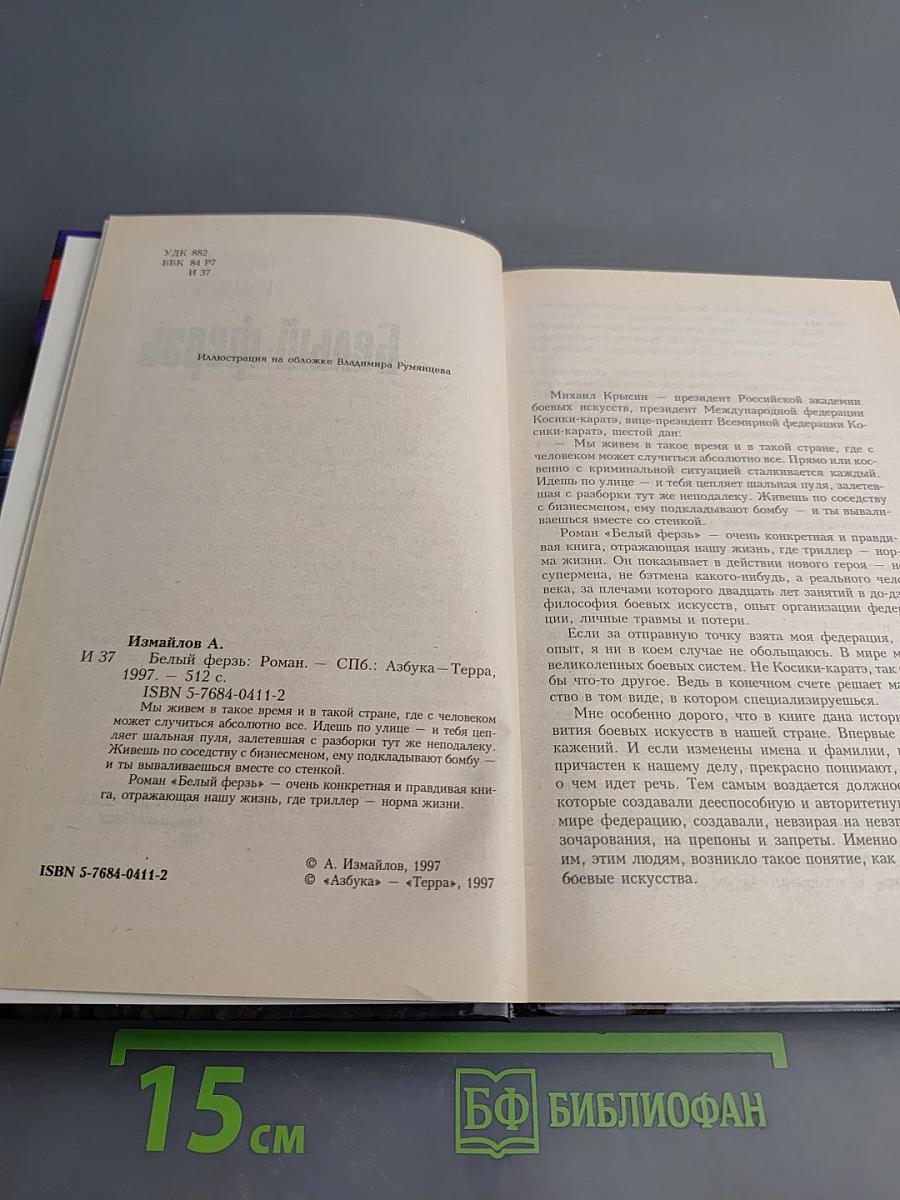 УДК 882
ББК 84 Р7
И 37
Иллюстрация на обложке Владимира Румянцева
Измайлов А.
И 37 Белый ферзь: Роман. — СПб.: Азбука — Терра,
1997. — 512 с.
ISBN 5-7684-0411-2
Мы живем в такое время и в такой стране, где с человеком
может случиться абсолютно все. Идешь по улице — и тебя цеп-
ляет шальная пуля, залетевшая с разборки тут же неподалеку.
Живешь по соседству с бизнесменом, ему подкладывают бомбу —
и ты вываливаешься вместе со стенкой.
Роман «Белый ферзь» — очень конкретная и правдивая кни-
га, отражающая нашу жизнь, где триллер — норма жизни.
ISBN 5-7684-0411-2
© А. Измайлов, 1997
© «Азбука» — «Терра», 1997
Михаил Крысин — президент Российской академии
боевых искусств, президент Международной федерации
Косики-каратэ, вице-президент Всемирной федерации Ко-
сики-каратэ, шестой дан:
— Мы живем в такое время и в такой стране, где с
человеком может случиться абсолютно все. Прямо или кос-
венно с криминальной ситуацией сталкивается каждый.
Идешь по улице — и тебя цепляет шальная пуля, залетев-
шая с разборки тут же неподалеку. Живешь по соседству
с бизнесменом, ему подкладывают бомбу — и ты вывали-
ваешься вместе со стенкой.
Роман «Белый ферзь» — очень конкретная и правди-
вая книга, отражающая нашу жизнь, где триллер — нор-
ма жизни. Он показывает в действии нового героя — не
супермена, не бэтмена какого-нибудь, а реального чело
века, за плечами которого двадцать лет занятий в до-дз
философия боевых искусств, опыт организации феде
ции, личные травмы и потери.
Если за отправную точку взята моя федерация,
опыт, я ни в коем случае не обольщаюсь. В мире м
великолепных боевых систем. Не Косики-каратэ, так
бы что-то другое. Ведь в конечном счете решает ма
ство в том виде, в котором специализируешься.
Мне особенно дорого, что в книге дана истори
вития боевых искусств в нашей стране. Впервые
кажений. И если изменены имена и фамилии,
причастен к нашему делу, прекрасно понимают,
о чем идет речь. Тем самым воздается должное
которые создавали дееспособную и авторитетну
мире федерацию, создавали, невзирая на невзг
зочарования, на препоны и запреты. Именно
им, этим людям, возникло такое понятие, как
боевые искусства.
15 см
БФ БИБЛИОФАН